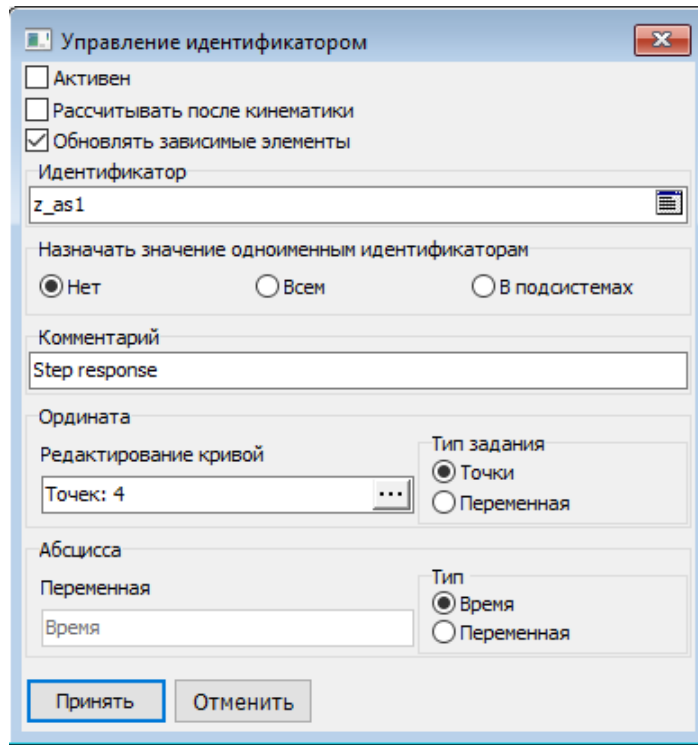 Управление идентификатором
Активен
Рассчитывать после кинематики
Обновлять зависимые элементы
Идентификатор
z_as1
Назначать значение одноименным идентификаторам
Нет Всем В подсистемах
Комментарий
Step response
Ордината
Редактирование кривой
Точек: 4 ...
Тип задания
Точки
Переменная
Абсцисса
Переменная
Время
Тип
Время
Переменная
Принять Отменить